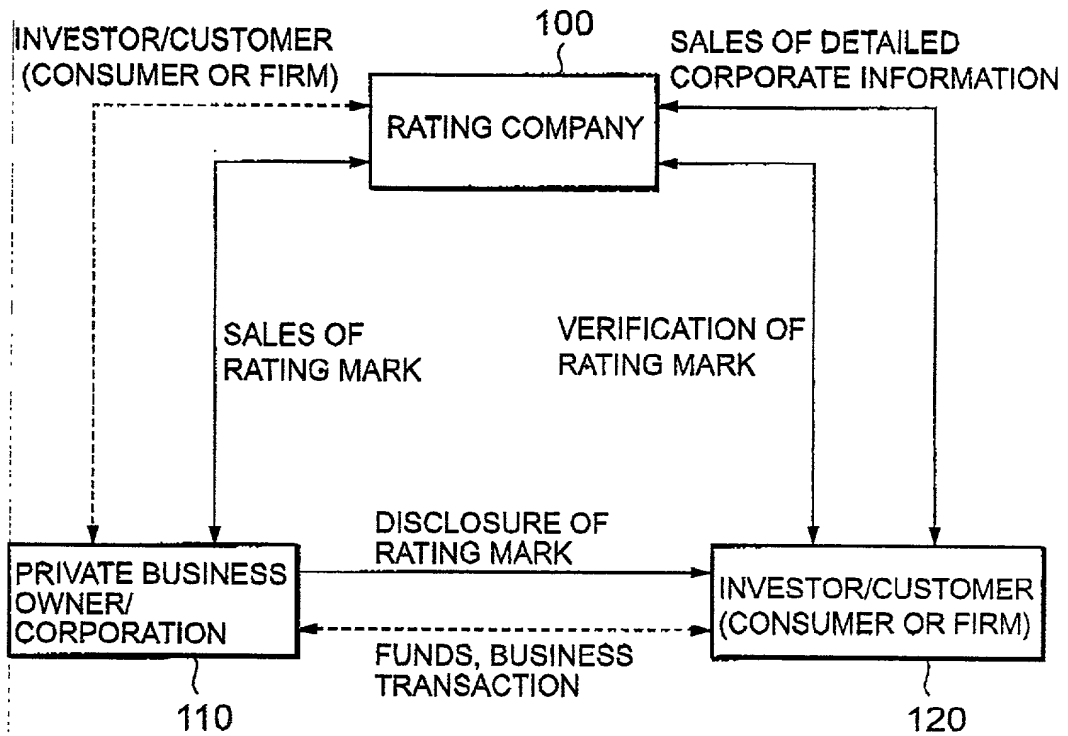 100
INVESTOR/CUSTOMER
(CONSUMER OR FIRM)
SALES OF DETAILED
CORPORATE INFORMATION
RATING COMPANY
SALES OF
RATING MARK
VERIFICATION OF
RATING MARK
DISCLOSURE OF
RATING MARK
PRIVATE BUSINESS
OWNER/
CORPORATION
INVESTOR/CUSTOMER
(CONSUMER OR FIRM)
FUNDS, BUSINESS
TRANSACTION
110
120